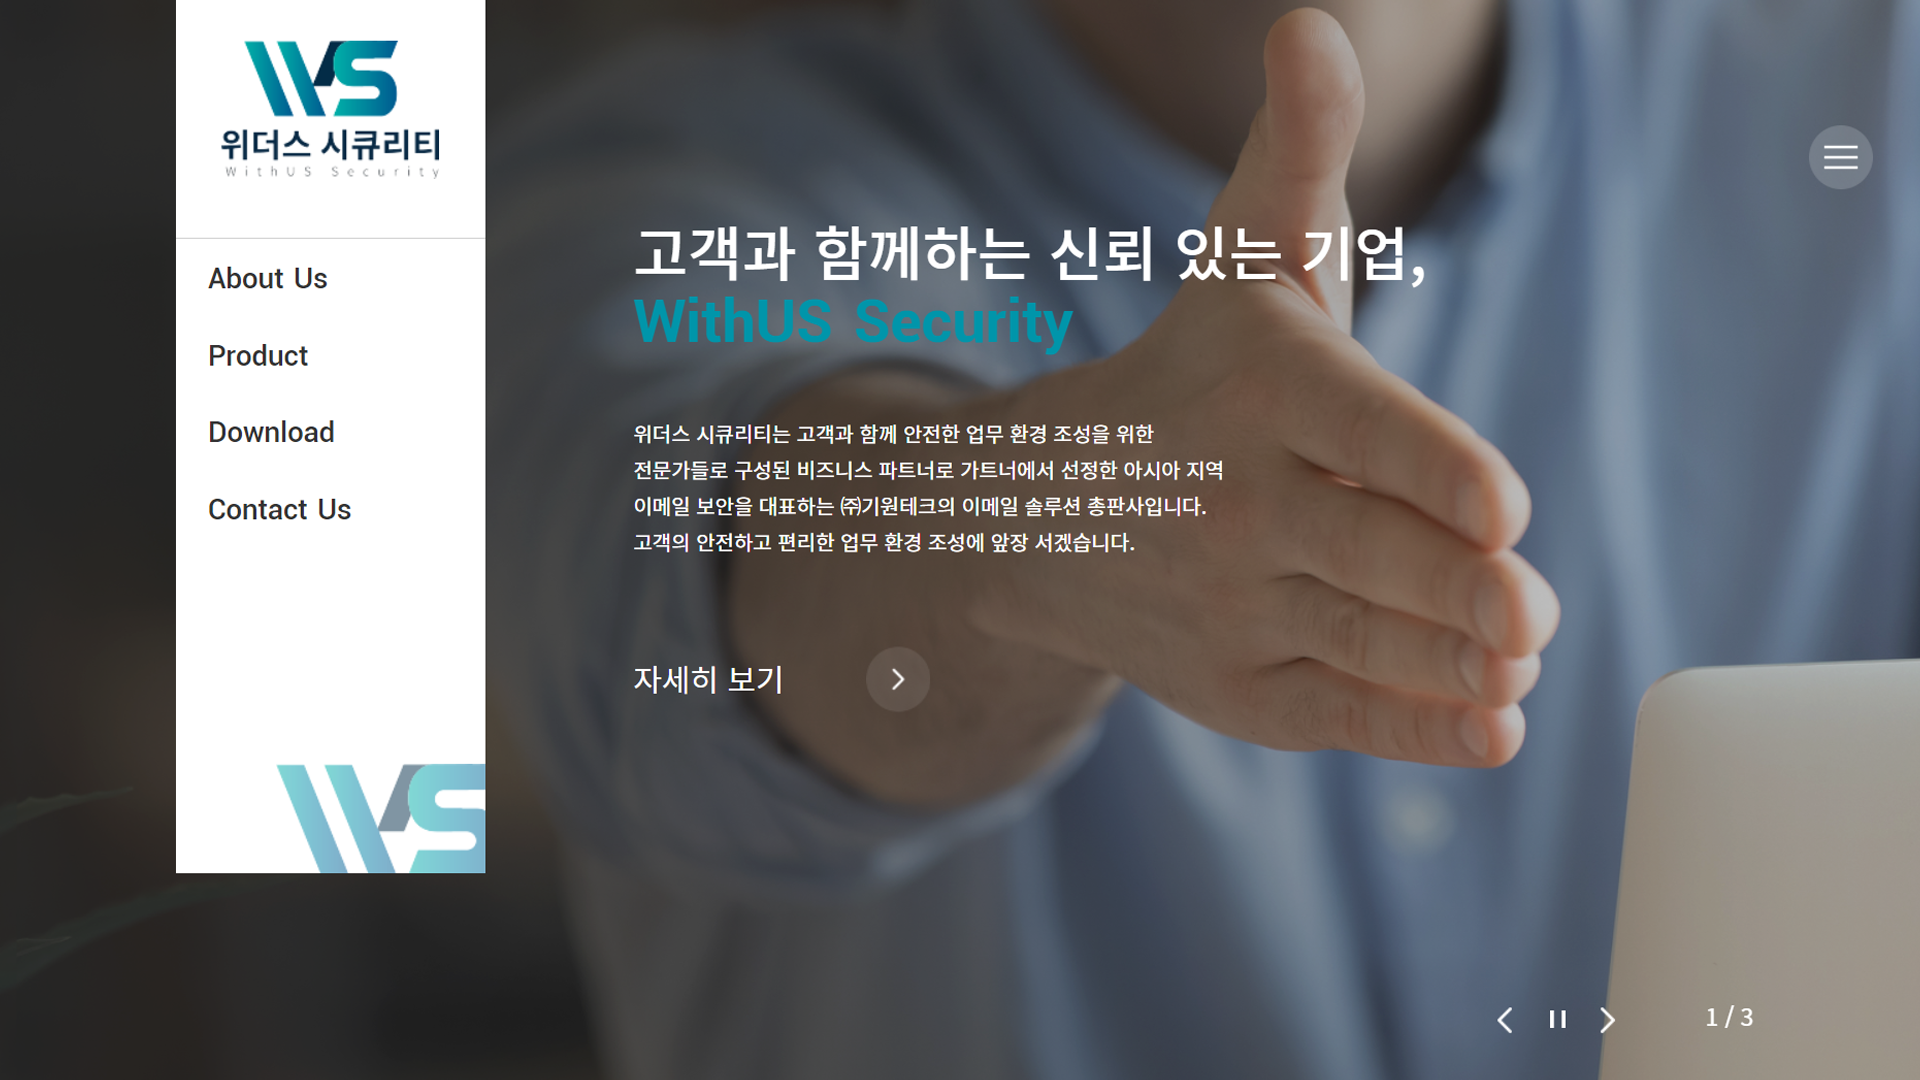 위더스 시큐리티
WithUS Security
About Us
Product
Download
Contact Us
고객과 함께하는 신뢰 있는 기업,
WithUS Security
위더스 시큐리티는 고객과 함께 안전한 업무 환경 조성을 위한
전문가들로 구성된 비즈니스 파트너로 가트너에서 선정한 아시아 지역
이메일 보안을 대표하는 ㈜기원테크의 이메일 솔루션 총판사입니다.
고객의 안전하고 편리한 업무 환경 조성에 앞장 서겠습니다.
자세히 보기
1 / 3